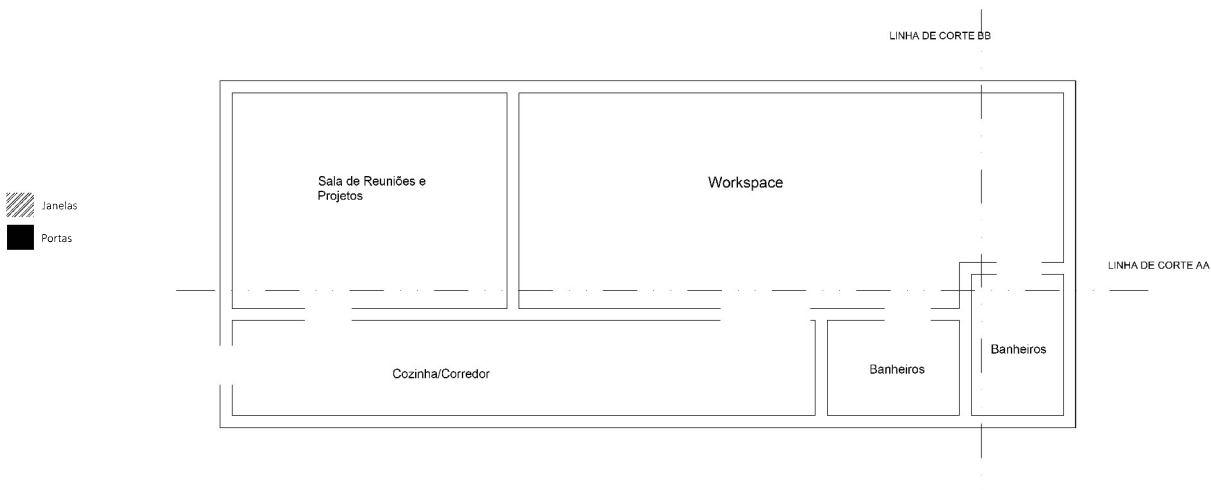 LINHA DE CORTE BB
Sala de Reuniões e
Projetos
Workspace
Janelas
Portas
LINHA DE CORTE AA
Banheiros
Banheiros
Cozinha/Corredor